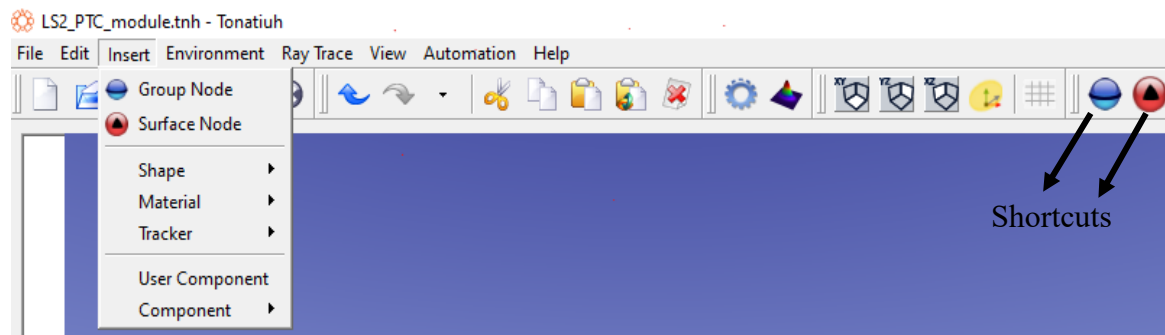 LS2_PTC_module.tnh - Tonatiuh
File Edit Insert Environment Ray Trace View Automation Help
Group Node
Surface Node
Shape
Material
Tracker
User Component
Component
XY YZ XZ
Shortcuts